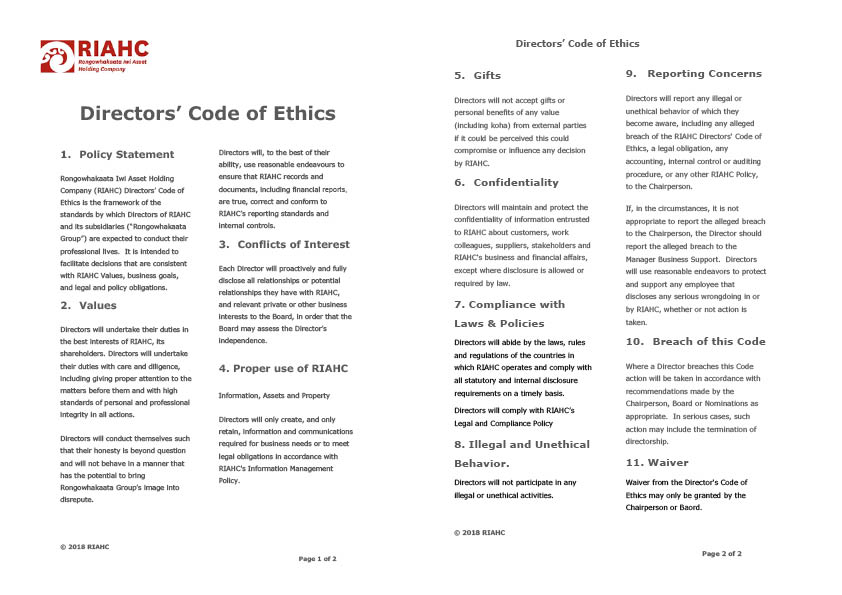 RIAHC
Rongowhakaata Iwi Asset
Holding Company
Directors’ Code of Ethics
1. Policy Statement
Rongowhakaata Iwi Asset Holding
Company (RIAHC) Directors’ Code of
Ethics is the framework of the
standards by which Directors of RIAHC
and its subsidiaries (“Rongowhakaata
Group”) are expected to conduct their
professional lives. It is intended to
facilitate decisions that are consistent
with RIAHC Values, business goals,
and legal and policy obligations.
2. Values
Directors will undertake their duties in
the best interests of RIAHC, its
shareholders. Directors will undertake
their duties with care and diligence,
including giving proper attention to the
matters before them and with high
standards of personal and professional
integrity in all actions.
Directors will conduct themselves such
that their honesty is beyond question
and will not behave in a manner that
has the potential to bring
Rongowhakaata Group’s image into
disrepute.
Directors will, to the best of their
ability, use reasonable endeavours to
ensure that RIAHC records and
documents, including financial reports,
are true, correct and conform to
RIAHC’s reporting standards and
internal controls.
3. Conflicts of Interest
Each Director will proactively and fully
disclose all relationships or potential
relationships they have with RIAHC,
and relevant private or other business
interests to the Board, in order that the
Board may assess the Director’s
independence.
4. Proper use of RIAHC
Information, Assets and Property
Directors will only create, and only
retain, information and communications
required for business needs or to meet
legal obligations in accordance with
RIAHC’s Information Management
Policy.
© 2018 RIAHC
Page 1 of 2
Directors’ Code of Ethics
5. Gifts
Directors will not accept gifts or
personal benefits of any value
(including koha) from external parties
if it could be perceived this could
compromise or influence any decision
by RIAHC.
6. Confidentiality
Directors will maintain and protect the
confidentiality of information entrusted
to RIAHC about customers, work
colleagues, suppliers, stakeholders and
RIAHC’s business and financial affairs,
except where disclosure is allowed or
required by law.
7. Compliance with
Laws & Policies
Directors will abide by the laws, rules
and regulations of the countries in
which RIAHC operates and comply with
all statutory and internal disclosure
requirements on a timely basis.
Directors will comply with RIAHC’s
Legal and Compliance Policy
8. Illegal and Unethical
Behavior.
Directors will not participate in any
illegal or unethical activities.
9. Reporting Concerns
Directors will report any illegal or
unethical behavior of which they
become aware, including any alleged
breach of the RIAHC Directors’ Code of
Ethics, a legal obligation, any
accounting, internal control or auditing
procedure, or any other RIAHC Policy,
to the Chairperson.
If, in the circumstances, it is not
appropriate to report the alleged breach
to the Chairperson, the Director should
report the alleged breach to the
Manager Business Support. Directors
will use reasonable endeavors to protect
and support any employee that
discloses any serious wrongdoing in or
by RIAHC, whether or not action is
taken.
10. Breach of this Code
Where a Director breaches this Code
action will be taken in accordance with
recommendations made by the
Chairperson, Board or Nominations as
appropriate. In serious cases, such
action may include the termination of
directorship.
11. Waiver
Waiver from the Director’s Code of
Ethics may only be granted by the
Chairperson or Baord.
© 2018 RIAHC
Page 2 of 2